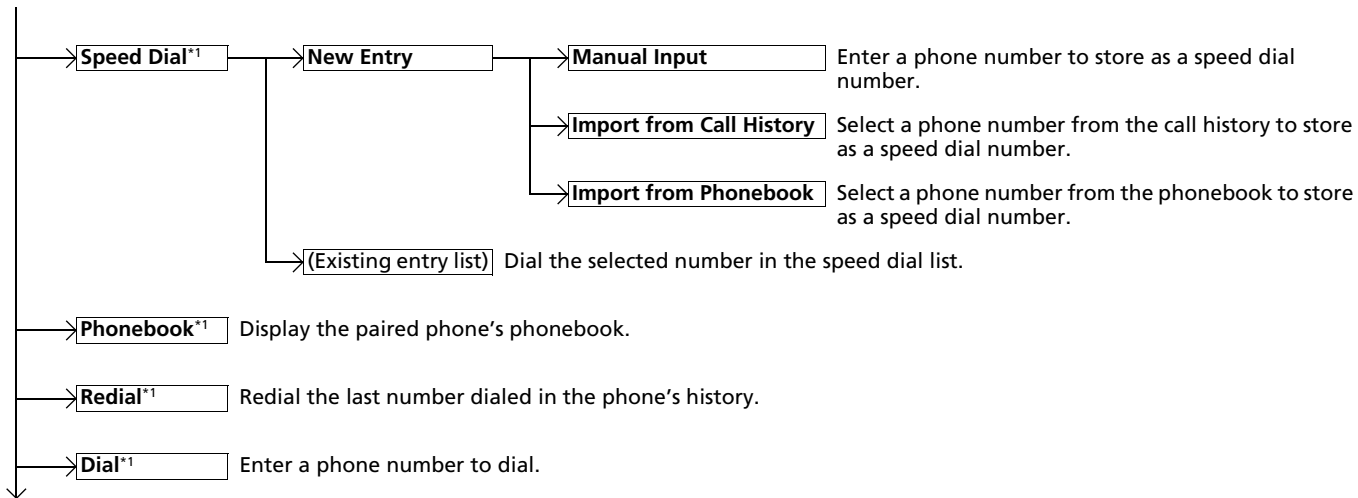 Speed Dial*1
New Entry
Manual Input
Enter a phone number to store as a speed dial
number.
Import from Call History
Select a phone number from the call history to store
as a speed dial number.
Import from Phonebook
Select a phone number from the phonebook to store
as a speed dial number.
(Existing entry list)
Dial the selected number in the speed dial list.
Phonebook*1
Display the paired phone’s phonebook.
Redial*1
Redial the last number dialed in the phone’s history.
Dial*1
Enter a phone number to dial.